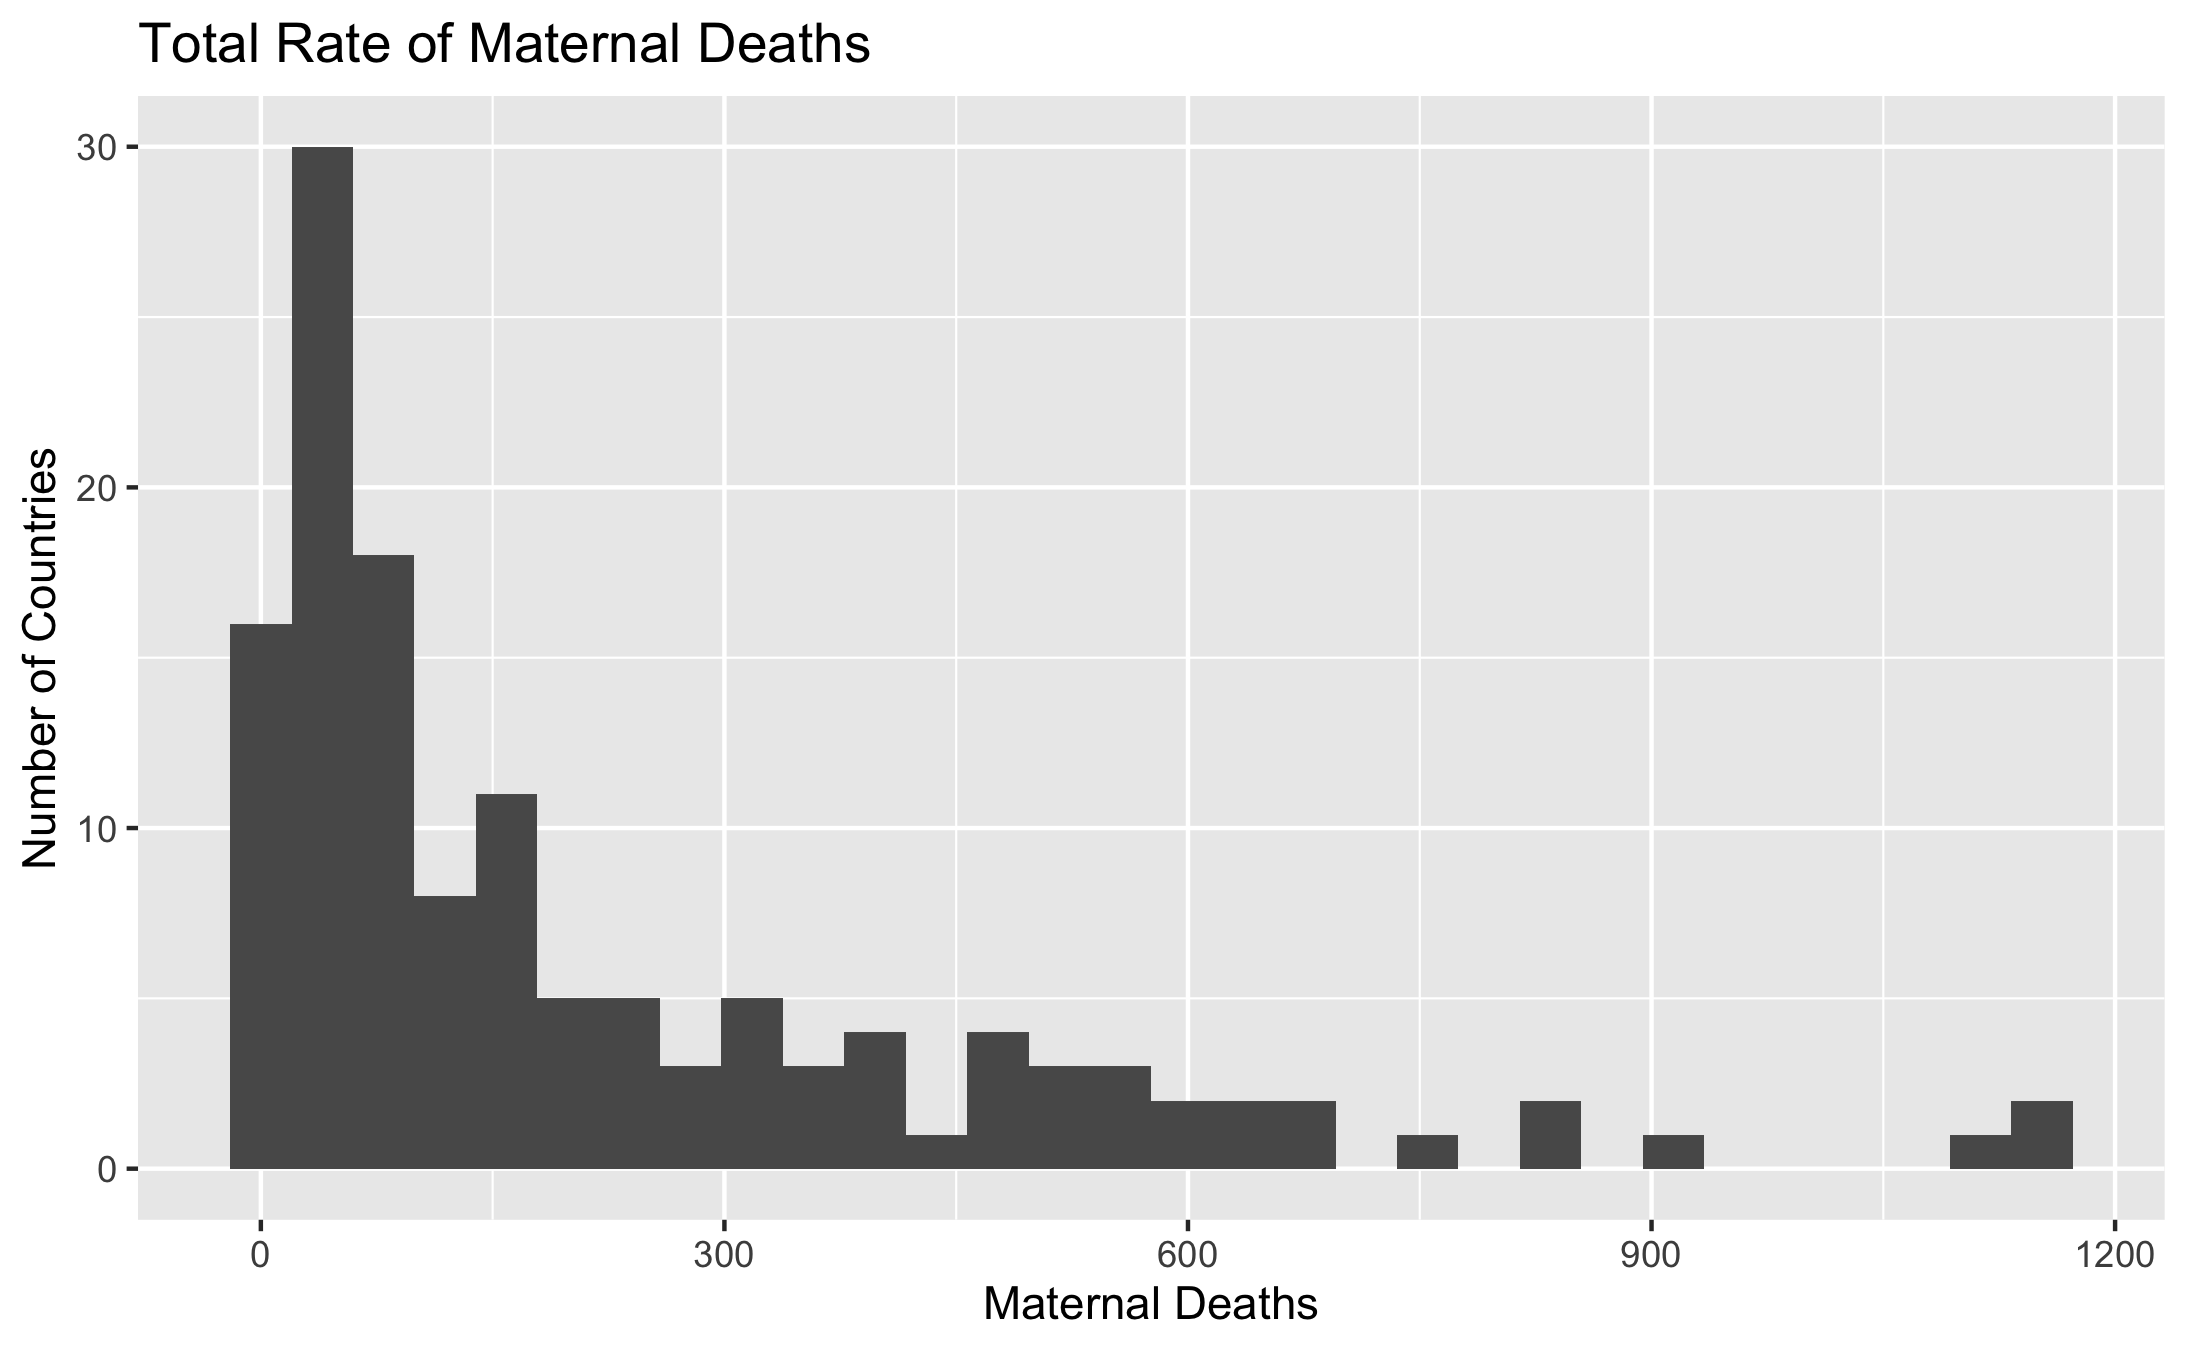 Total Rate of Maternal Deaths
30
20
10
0
Number of Countries
0 300 600 900 1200
Maternal Deaths